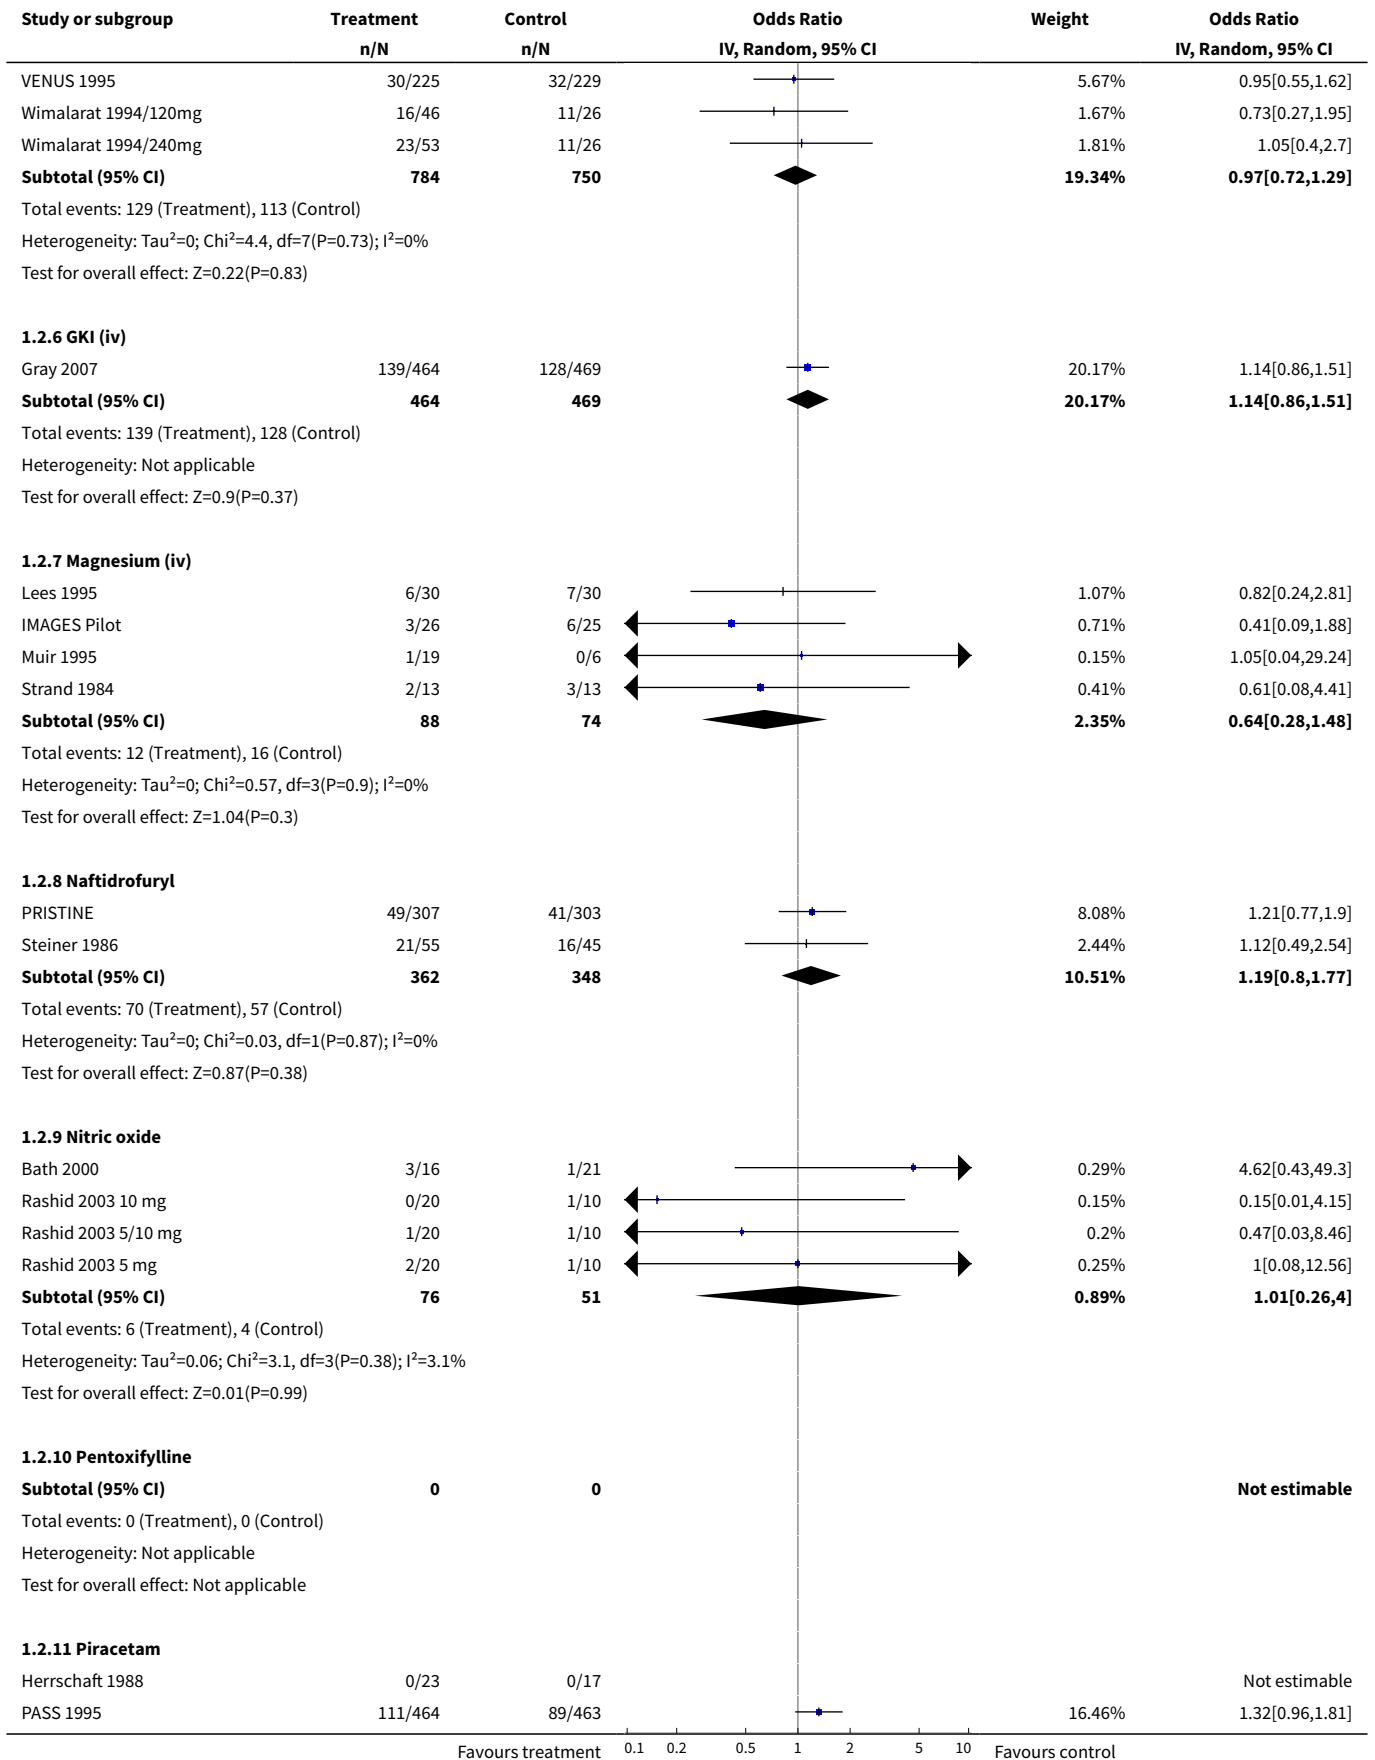 Study or subgroup Treatment Control Odds Ratio Weight Odds Ratio
n/N n/N IV, Random, 95% CI IV, Random, 95% CI
VENUS 1995 30/225 32/229 5.67% 0.95[0.55,1.62]
Wimalarat 1994/120mg 16/46 11/26 1.67% 0.73[0.27,1.95]
Wimalarat 1994/240mg 23/53 11/26 1.81% 1.05[0.4,2.7]
Subtotal (95% CI) 784 750 19.34% 0.97[0.72,1.29]
Total events: 129 (Treatment), 113 (Control)
Heterogeneity: Tau²=0; Chi²=4.4, df=7(P=0.73); I²=0%
Test for overall effect: Z=0.22(P=0.83)
1.2.6 GKI (iv)
Gray 2007 139/464 128/469 20.17% 1.14[0.86,1.51]
Subtotal (95% CI) 464 469 20.17% 1.14[0.86,1.51]
Total events: 139 (Treatment), 128 (Control)
Heterogeneity: Not applicable
Test for overall effect: Z=0.9(P=0.37)
1.2.7 Magnesium (iv)
Lees 1995 6/30 7/30 1.07% 0.82[0.24,2.81]
IMAGES Pilot 3/26 6/25 0.71% 0.41[0.09,1.88]
Muir 1995 1/19 0/6 0.15% 1.05[0.04,29.24]
Strand 1984 2/13 3/13 0.41% 0.61[0.08,4.41]
Subtotal (95% CI) 88 74 2.35% 0.64[0.28,1.48]
Total events: 12 (Treatment), 16 (Control)
Heterogeneity: Tau²=0; Chi²=0.57, df=3(P=0.9); I²=0%
Test for overall effect: Z=1.04(P=0.3)
1.2.8 Naftidrofuryl
PRISTINE 49/307 41/303 8.08% 1.21[0.77,1.9]
Steiner 1986 21/55 16/45 2.44% 1.12[0.49,2.54]
Subtotal (95% CI) 362 348 10.51% 1.19[0.8,1.77]
Total events: 70 (Treatment), 57 (Control)
Heterogeneity: Tau²=0; Chi²=0.03, df=1(P=0.87); I²=0%
Test for overall effect: Z=0.87(P=0.38)
1.2.9 Nitric oxide
Bath 2000 3/16 1/21 0.29% 4.62[0.43,49.3]
Rashid 2003 10 mg 0/20 1/10 0.15% 0.15[0.01,4.15]
Rashid 2003 5/10 mg 1/20 1/10 0.2% 0.47[0.03,8.46]
Rashid 2003 5 mg 2/20 1/10 0.25% 1[0.08,12.56]
Subtotal (95% CI) 76 51 0.89% 1.01[0.26,4]
Total events: 6 (Treatment), 4 (Control)
Heterogeneity: Tau²=0.06; Chi²=3.1, df=3(P=0.38); I²=3.1%
Test for overall effect: Z=0.01(P=0.99)
1.2.10 Pentoxifylline
Subtotal (95% CI) 0 0 Not estimable
Total events: 0 (Treatment), 0 (Control)
Heterogeneity: Not applicable
Test for overall effect: Not applicable
1.2.11 Piracetam
Herrschaft 1988 0/23 0/17 Not estimable
PASS 1995 111/464 89/463 16.46% 1.32[0.96,1.81]
Favours treatment 0.1 0.2 0.5 1 2 5 10 Favours control